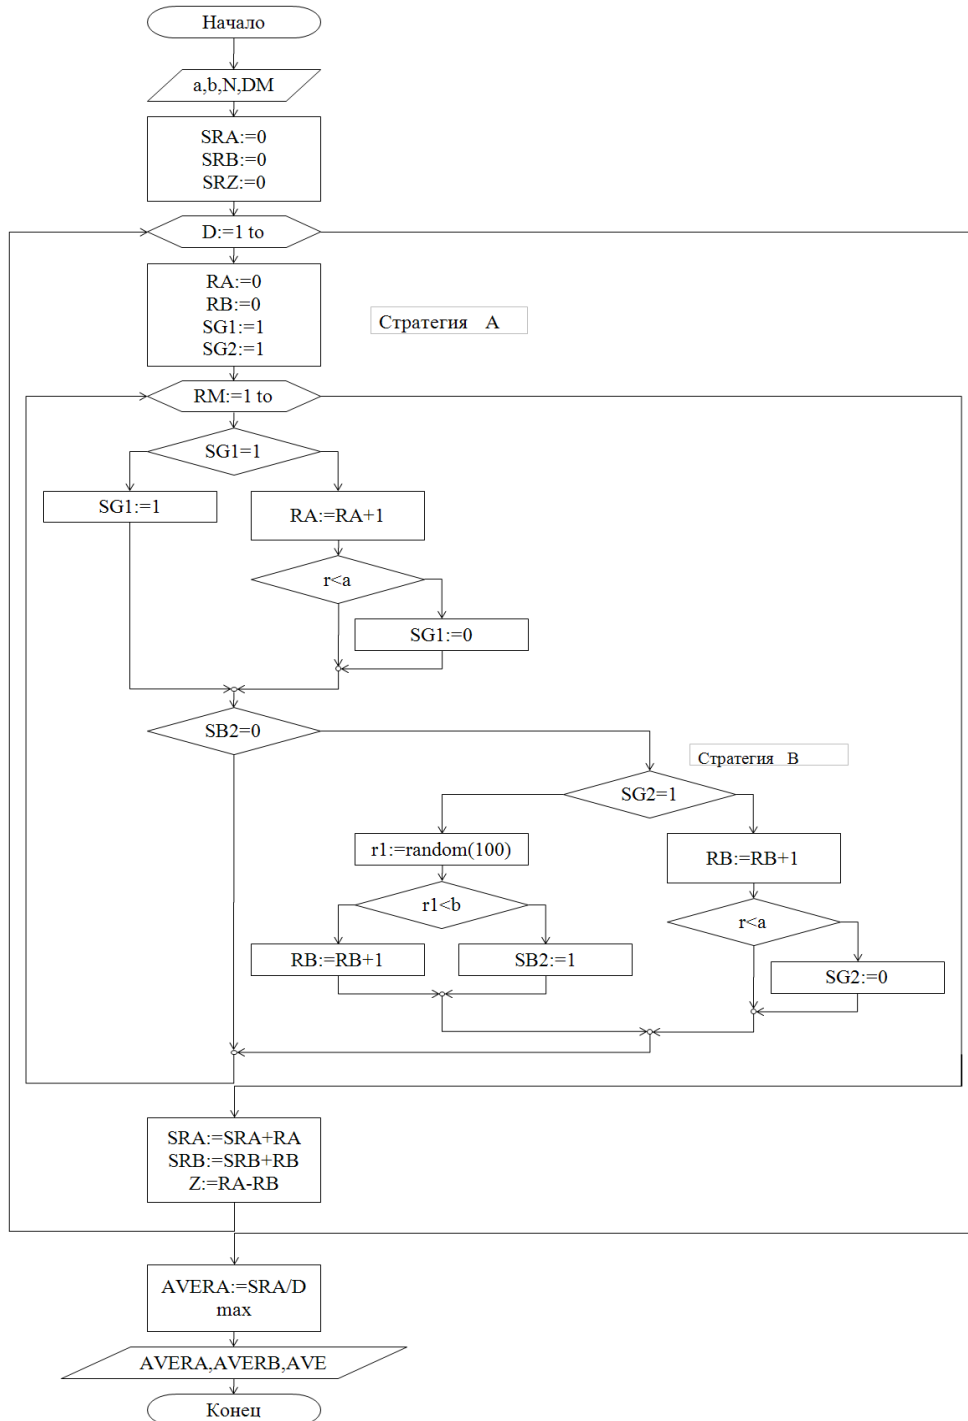 Начало
a,b,N,DM
SRA:=0
SRB:=0
SRZ:=0
D:=1 to
RA:=0
RB:=0
SG1:=1
SG2:=1
Стратегия A
RM:=1 to
SG1=1
SG1:=1
RA:=RA+1
r<a
SG1:=0
SB2=0
Стратегия B
SG2=1
r1:=random(100)
RB:=RB+1
r1<b
r<a
RB:=RB+1
SB2:=1
SG2:=0
SRA:=SRA+RA
SRB:=SRB+RB
Z:=RA-RB
AVERA:=SRA/D
max
AVERA,AVERB,AVE
Конец